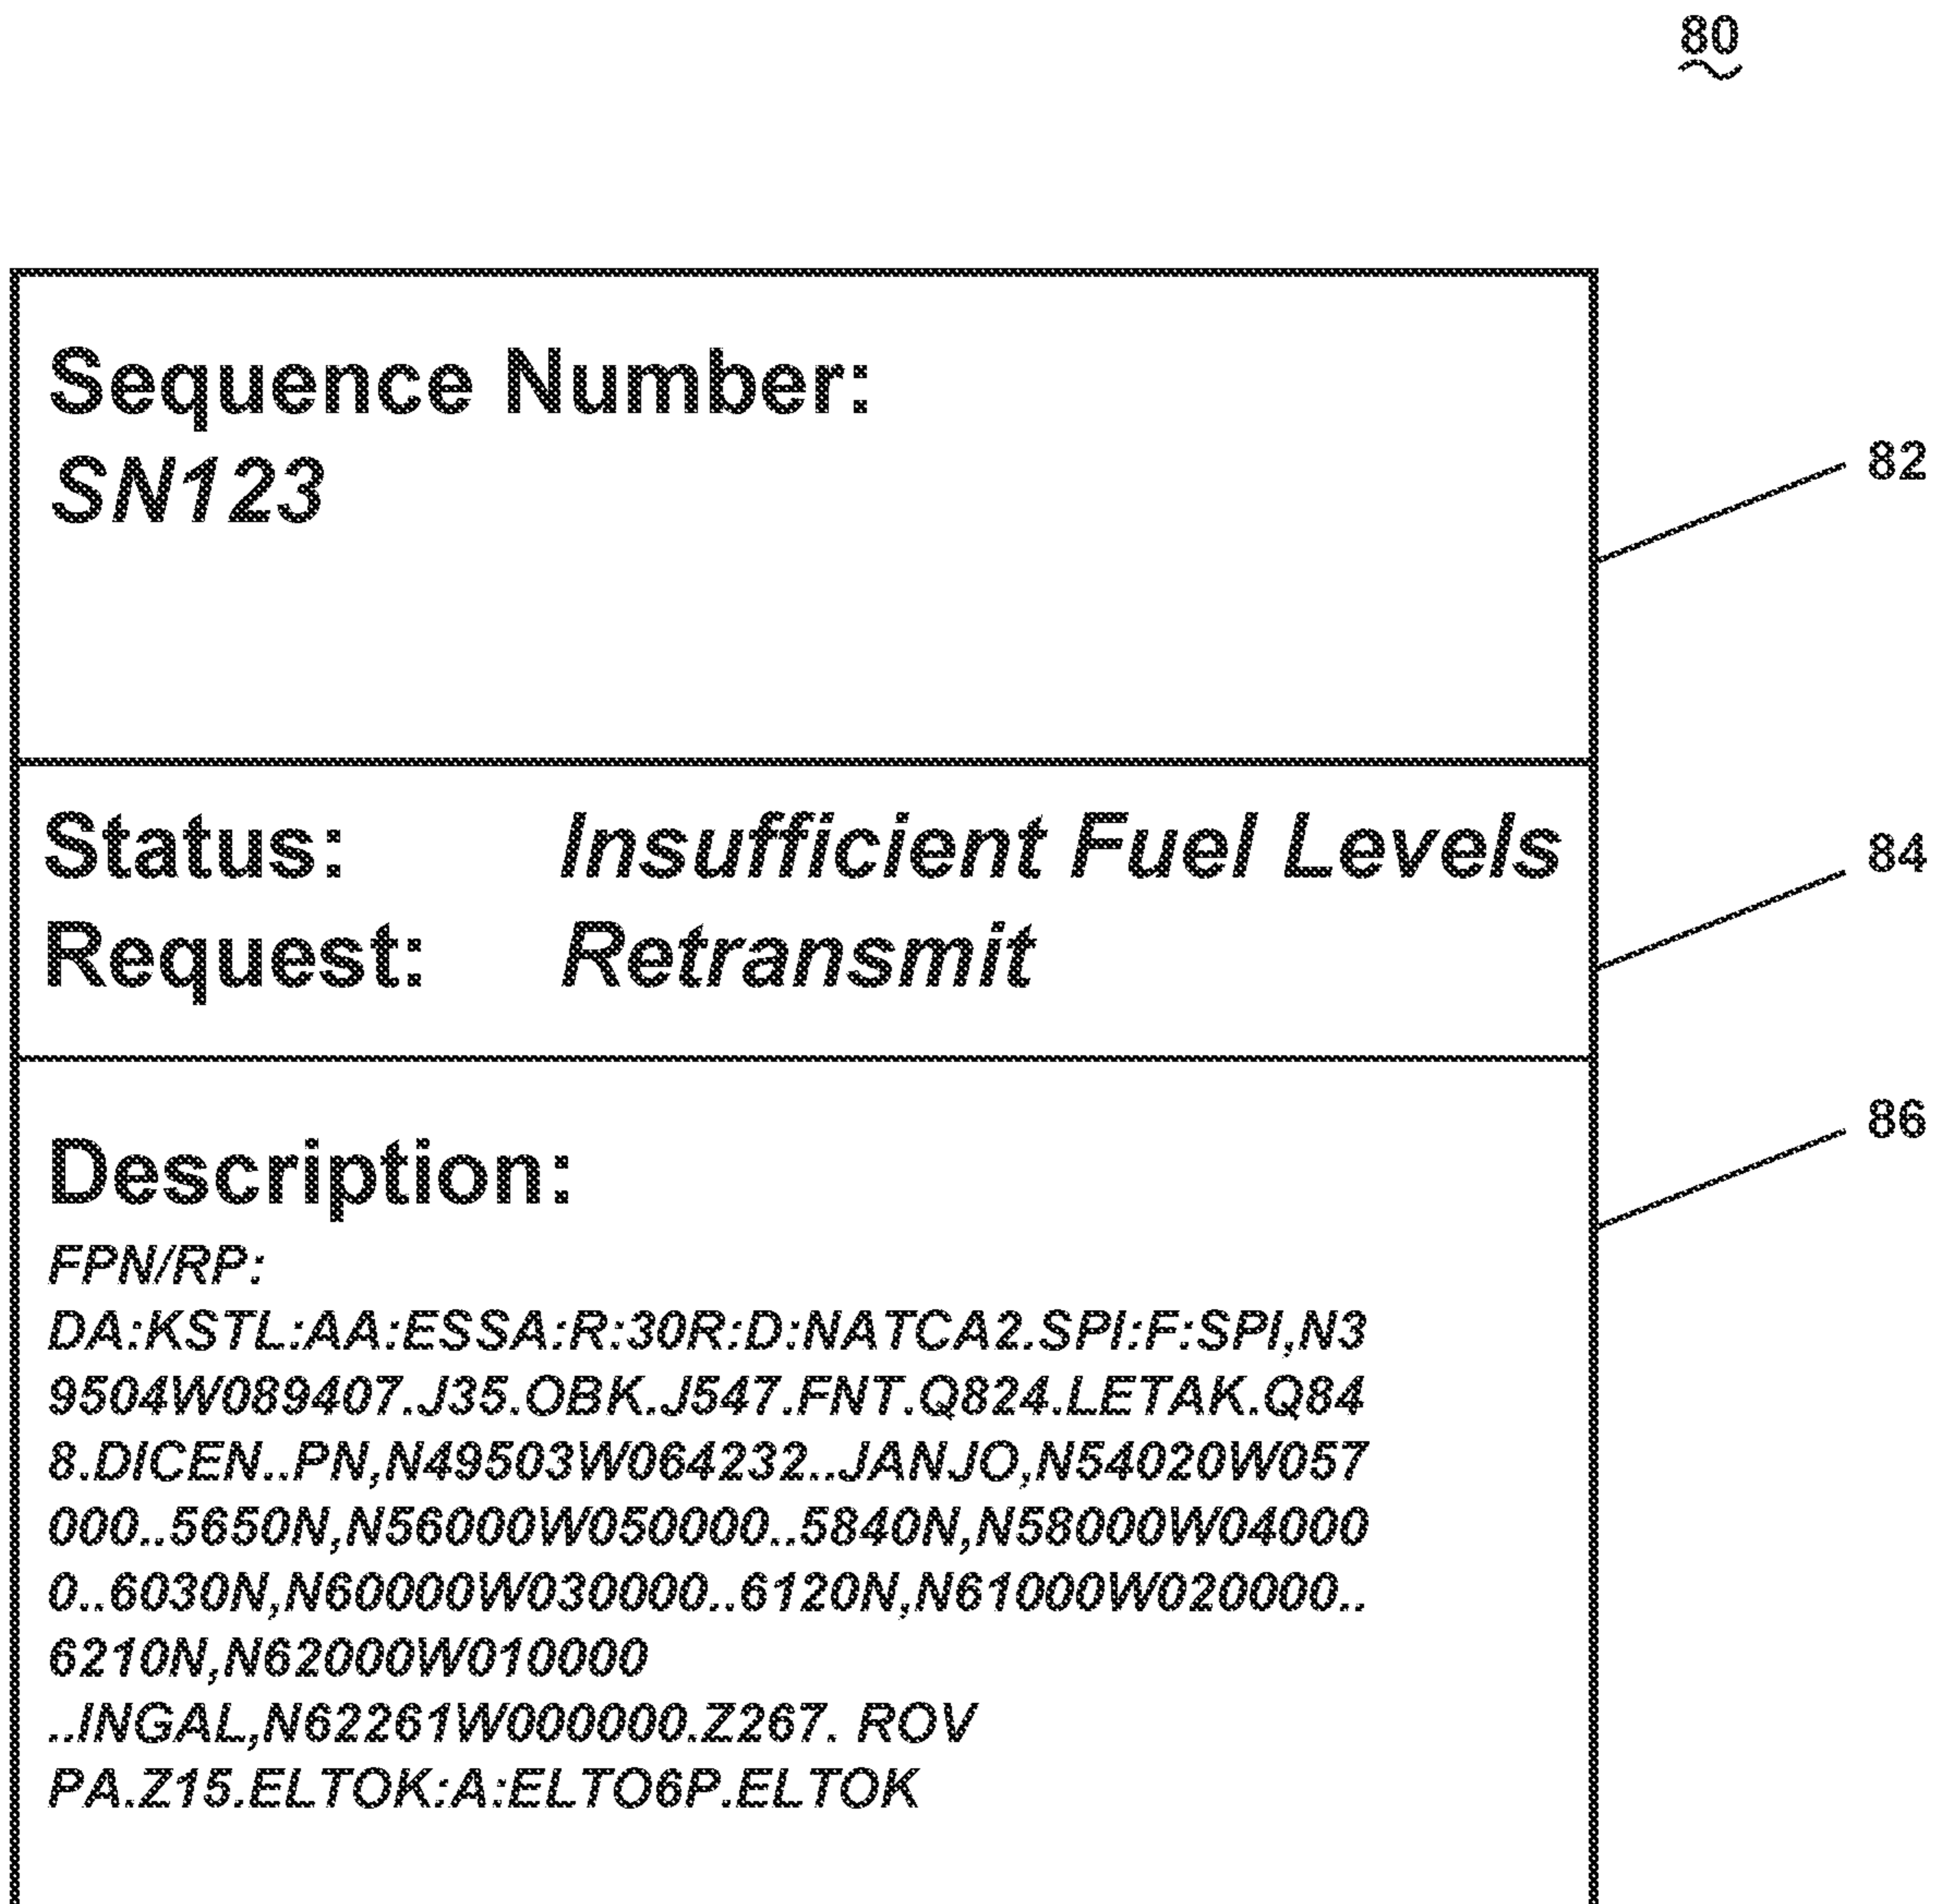 80
Sequence Number:
SN123
82
Status: Insufficient Fuel Levels
84
Request: Retransmit
86
Description:
FPN/RP:
DA:KSTL:AA:ESSA:R:30R:D:NATCA2.SPI:F:SPI,N3
9504W089407.J35.OBK.J547.FNT.Q824.LETAK.Q84
8.DICEN..PN,N49503W064232..JANJO,N54020W057
000..5650N,N56000W050000..5840N,N58000W04000
0..6030N,N60000W030000..6120N,N61000W020000..
6210N,N62000W010000
..INGAL,N62261W000000.Z267. ROV
PA.Z15.ELTOK:A:ELTO6P.ELTOK